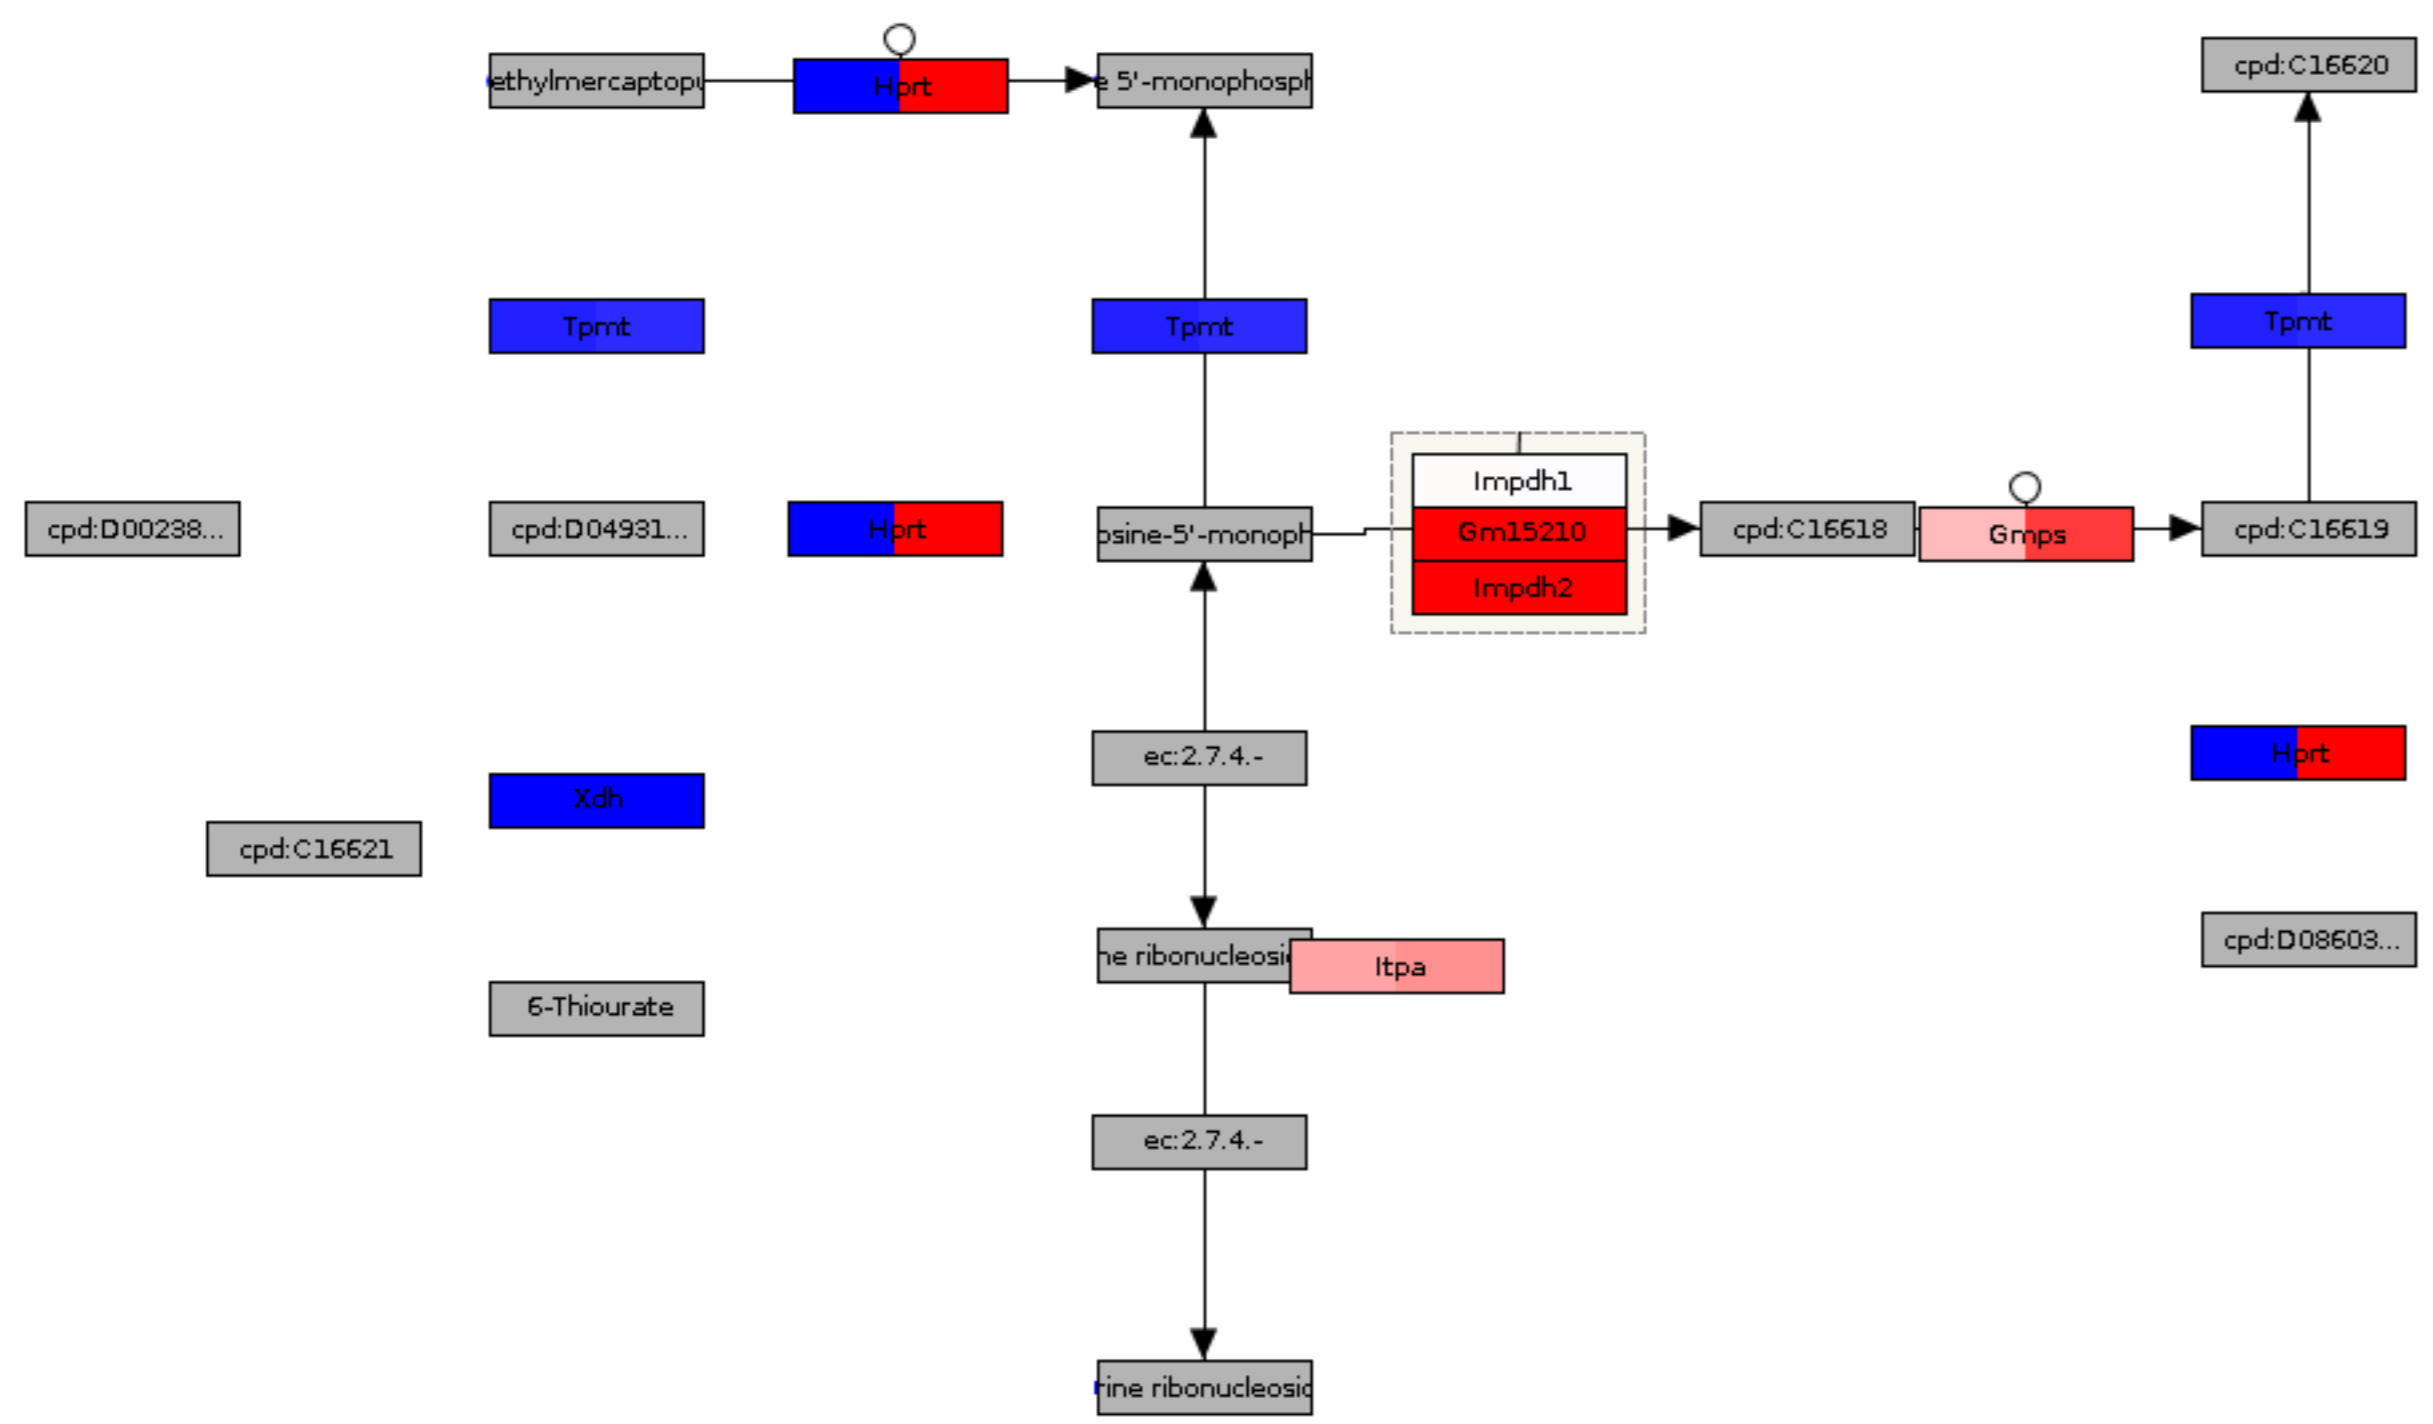 ethylmercaptopu
Hprt
e 5'-monophosph
cpd:C16620
Tpmt
Tpmt
Tpmt
cpd:D00238...
cpd:D04931...
Hprt
osine-5'-monoph
Impdh1
Gm15210
Impdh2
cpd:C16618
Gmps
cpd:C16619
ec:2.7.4.-
Hprt
Xdh
cpd:C16621
ne ribonucleosi
Itpa
cpd:D08603...
6-Thiourate
ec:2.7.4.-
rine ribonucleosid